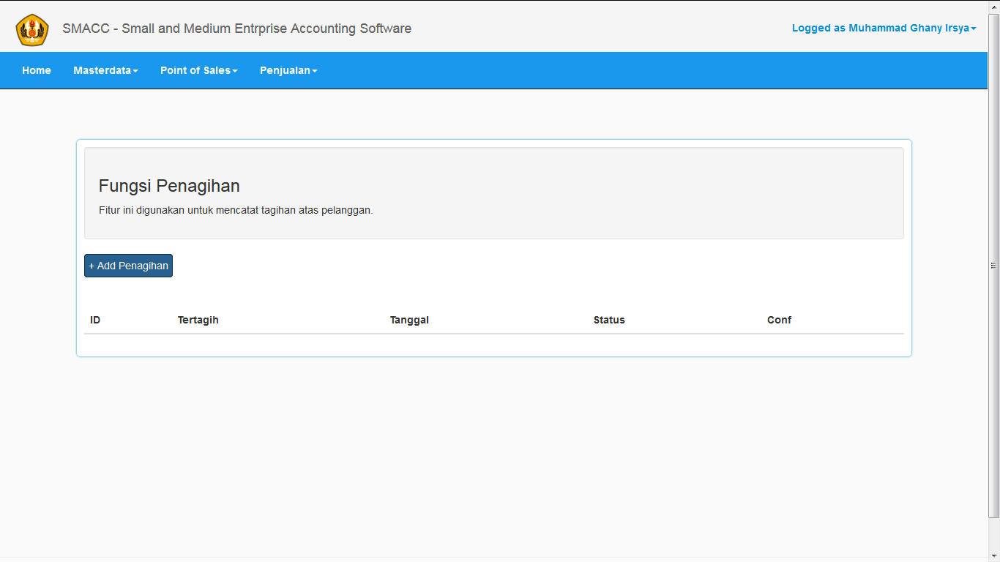 SMACC - Small and Medium Entrprise Accounting Software
Logged as Muhammad Ghany Irsya
Home Masterdata Point of Sales Penjualan
Fungsi Penagihan
Fitur ini digunakan untuk mencatat tagihan atas pelanggan.
+ Add Penagihan
ID Tertagih Tanggal Status Conf